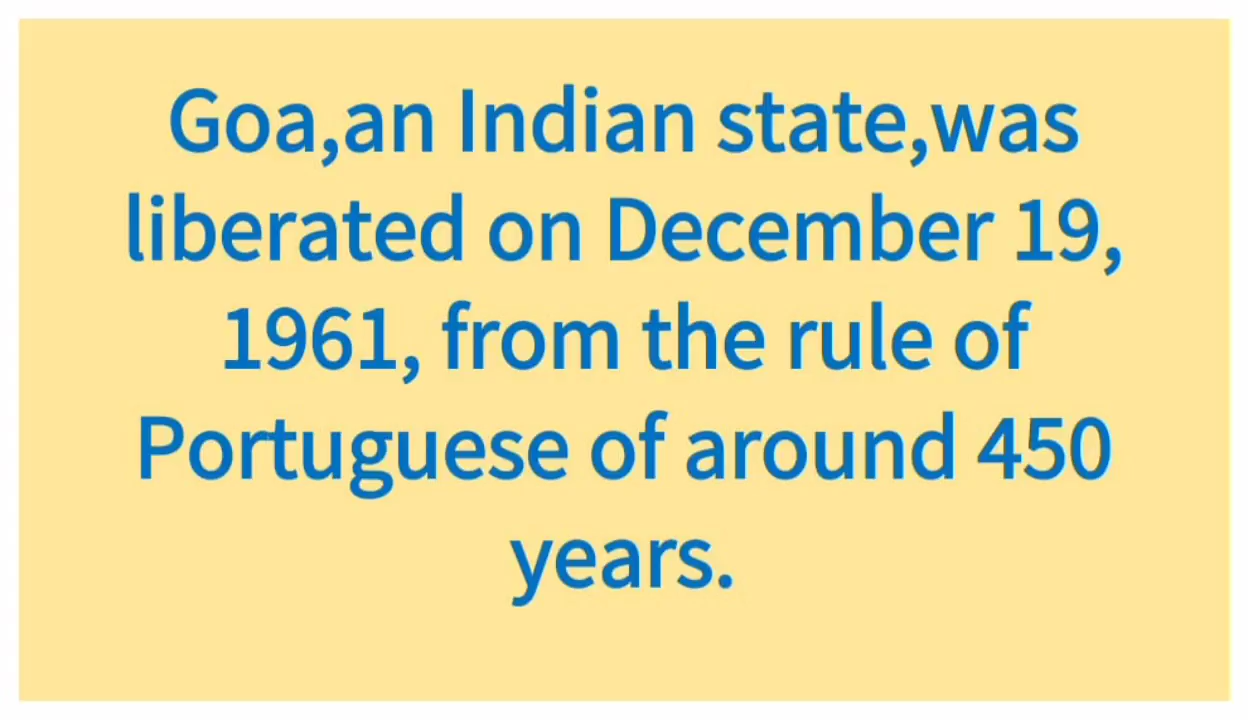 Goa,an Indian state,was
liberated on December 19,
1961, from the rule of
Portuguese of around 450
years.